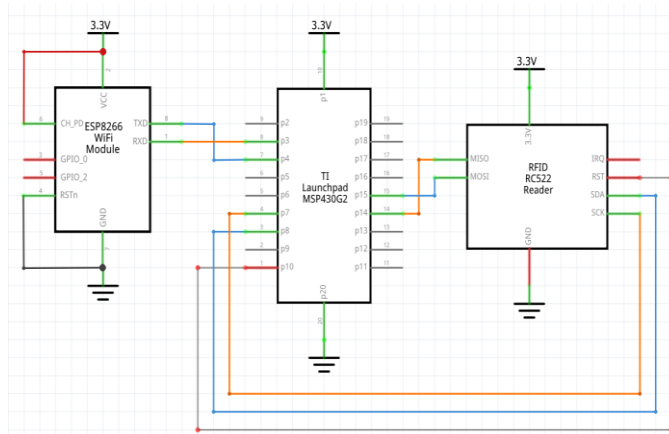 3.3V
3.3V
3.3V
VCC
CH_PD
ESP8266
WiFi
Module
TXD
RXD
GPIO_0
GPIO_2
RSTn
GND
p1
p2
p3
p4
p5
p6
p7
p8
p9
p10
TI
Launchpad
MSP430G2
p19
p18
p17
p16
p15
p14
p13
p12
p11
p20
3.3V
MISO
MOSI
RFID
RC522
Reader
IRQ
RST
SDA
SCK
GND